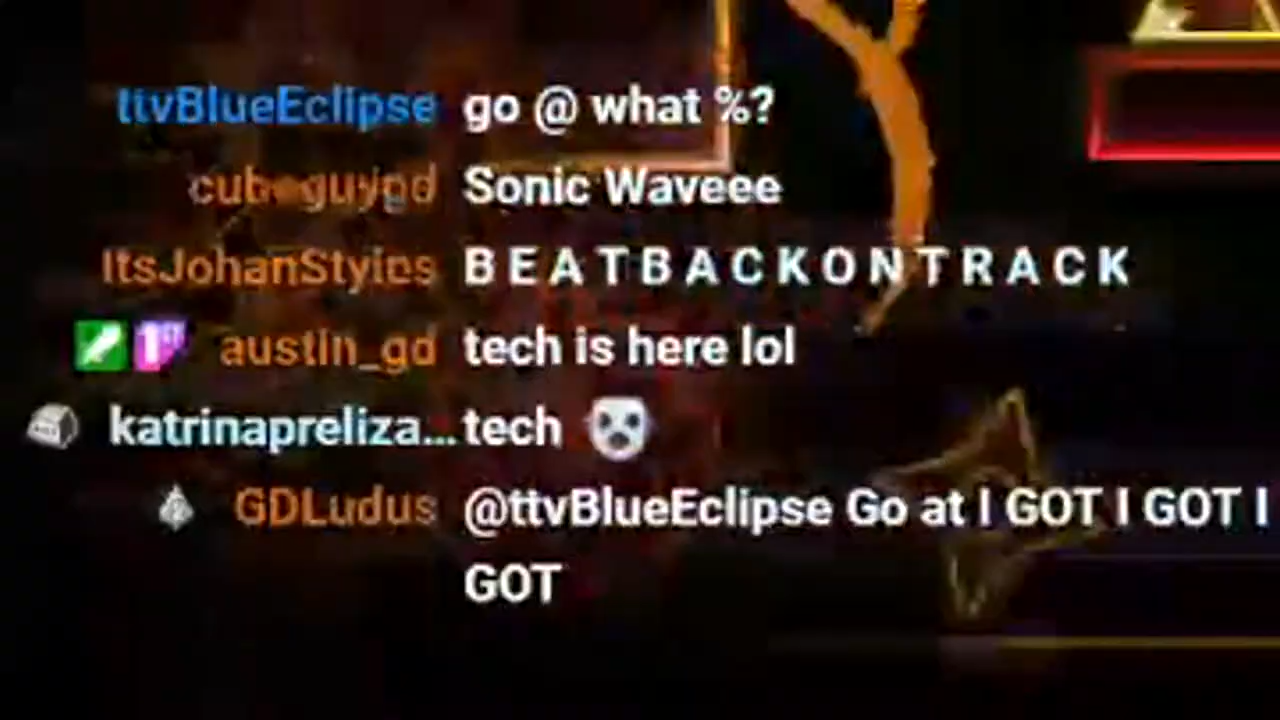 ttvBlueEclipse go @ what %?
cubeguygd Sonic Waveee
ItsJohanStyles B E A T B A C K O N T R A C K
1ST austin_gd tech is here lol
katrinapreliza... tech
GDLudus @ttvBlueEclipse Go at I GOT I GOT I
GOT